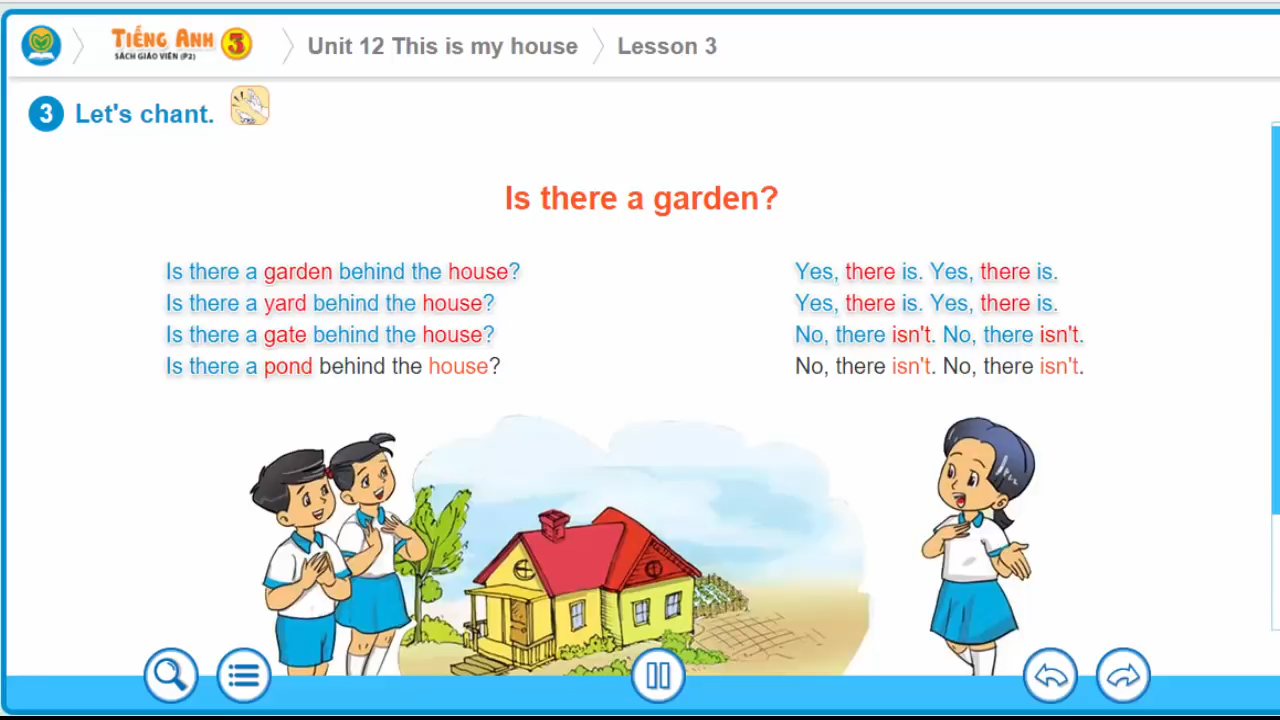 TIẾNG ANH 3
SÁCH GIÁO VIÊN (P2)
Unit 12 This is my house
Lesson 3
3 Let's chant.
Is there a garden?
Is there a garden behind the house?
Yes, there is. Yes, there is.
Is there a yard behind the house?
Yes, there is. Yes, there is.
Is there a gate behind the house?
No, there isn't. No, there isn't.
Is there a pond behind the house?
No, there isn't. No, there isn't.